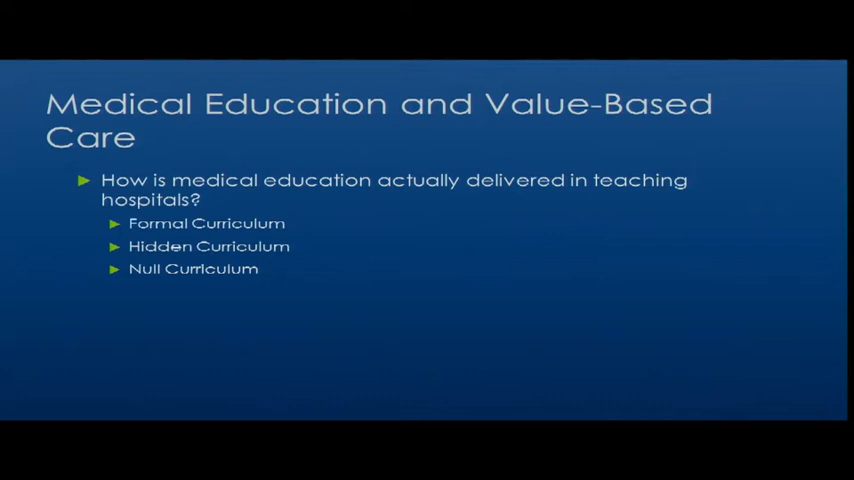 Medical Education and Value-Based
Care
How is medical education actually delivered in teaching
hospitals?
Formal Curriculum
Hidden Curriculum
Null Curriculum